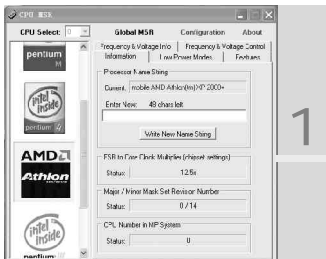 CPU MSR
CPU Select: 0
Global MSR Configuration About
Frequency & Voltage Info Frequency & Voltage Control
Information Low Power Modes Features
Processor Name String
Current: mobile AMD Athlon(tm) XP 2000+
Enter New: 48 chars left
Write New Name String
FSB to Core Clock Multiplier (chipset settings)
Status: 12.5x
Major / Minor Mask Set Revision Number
Status: 0 / 14
CPU Number in MP System
Status: 0
pentium
M
intel
inside
pentium 4
AMD
Athlon
intel
inside
pentium
1